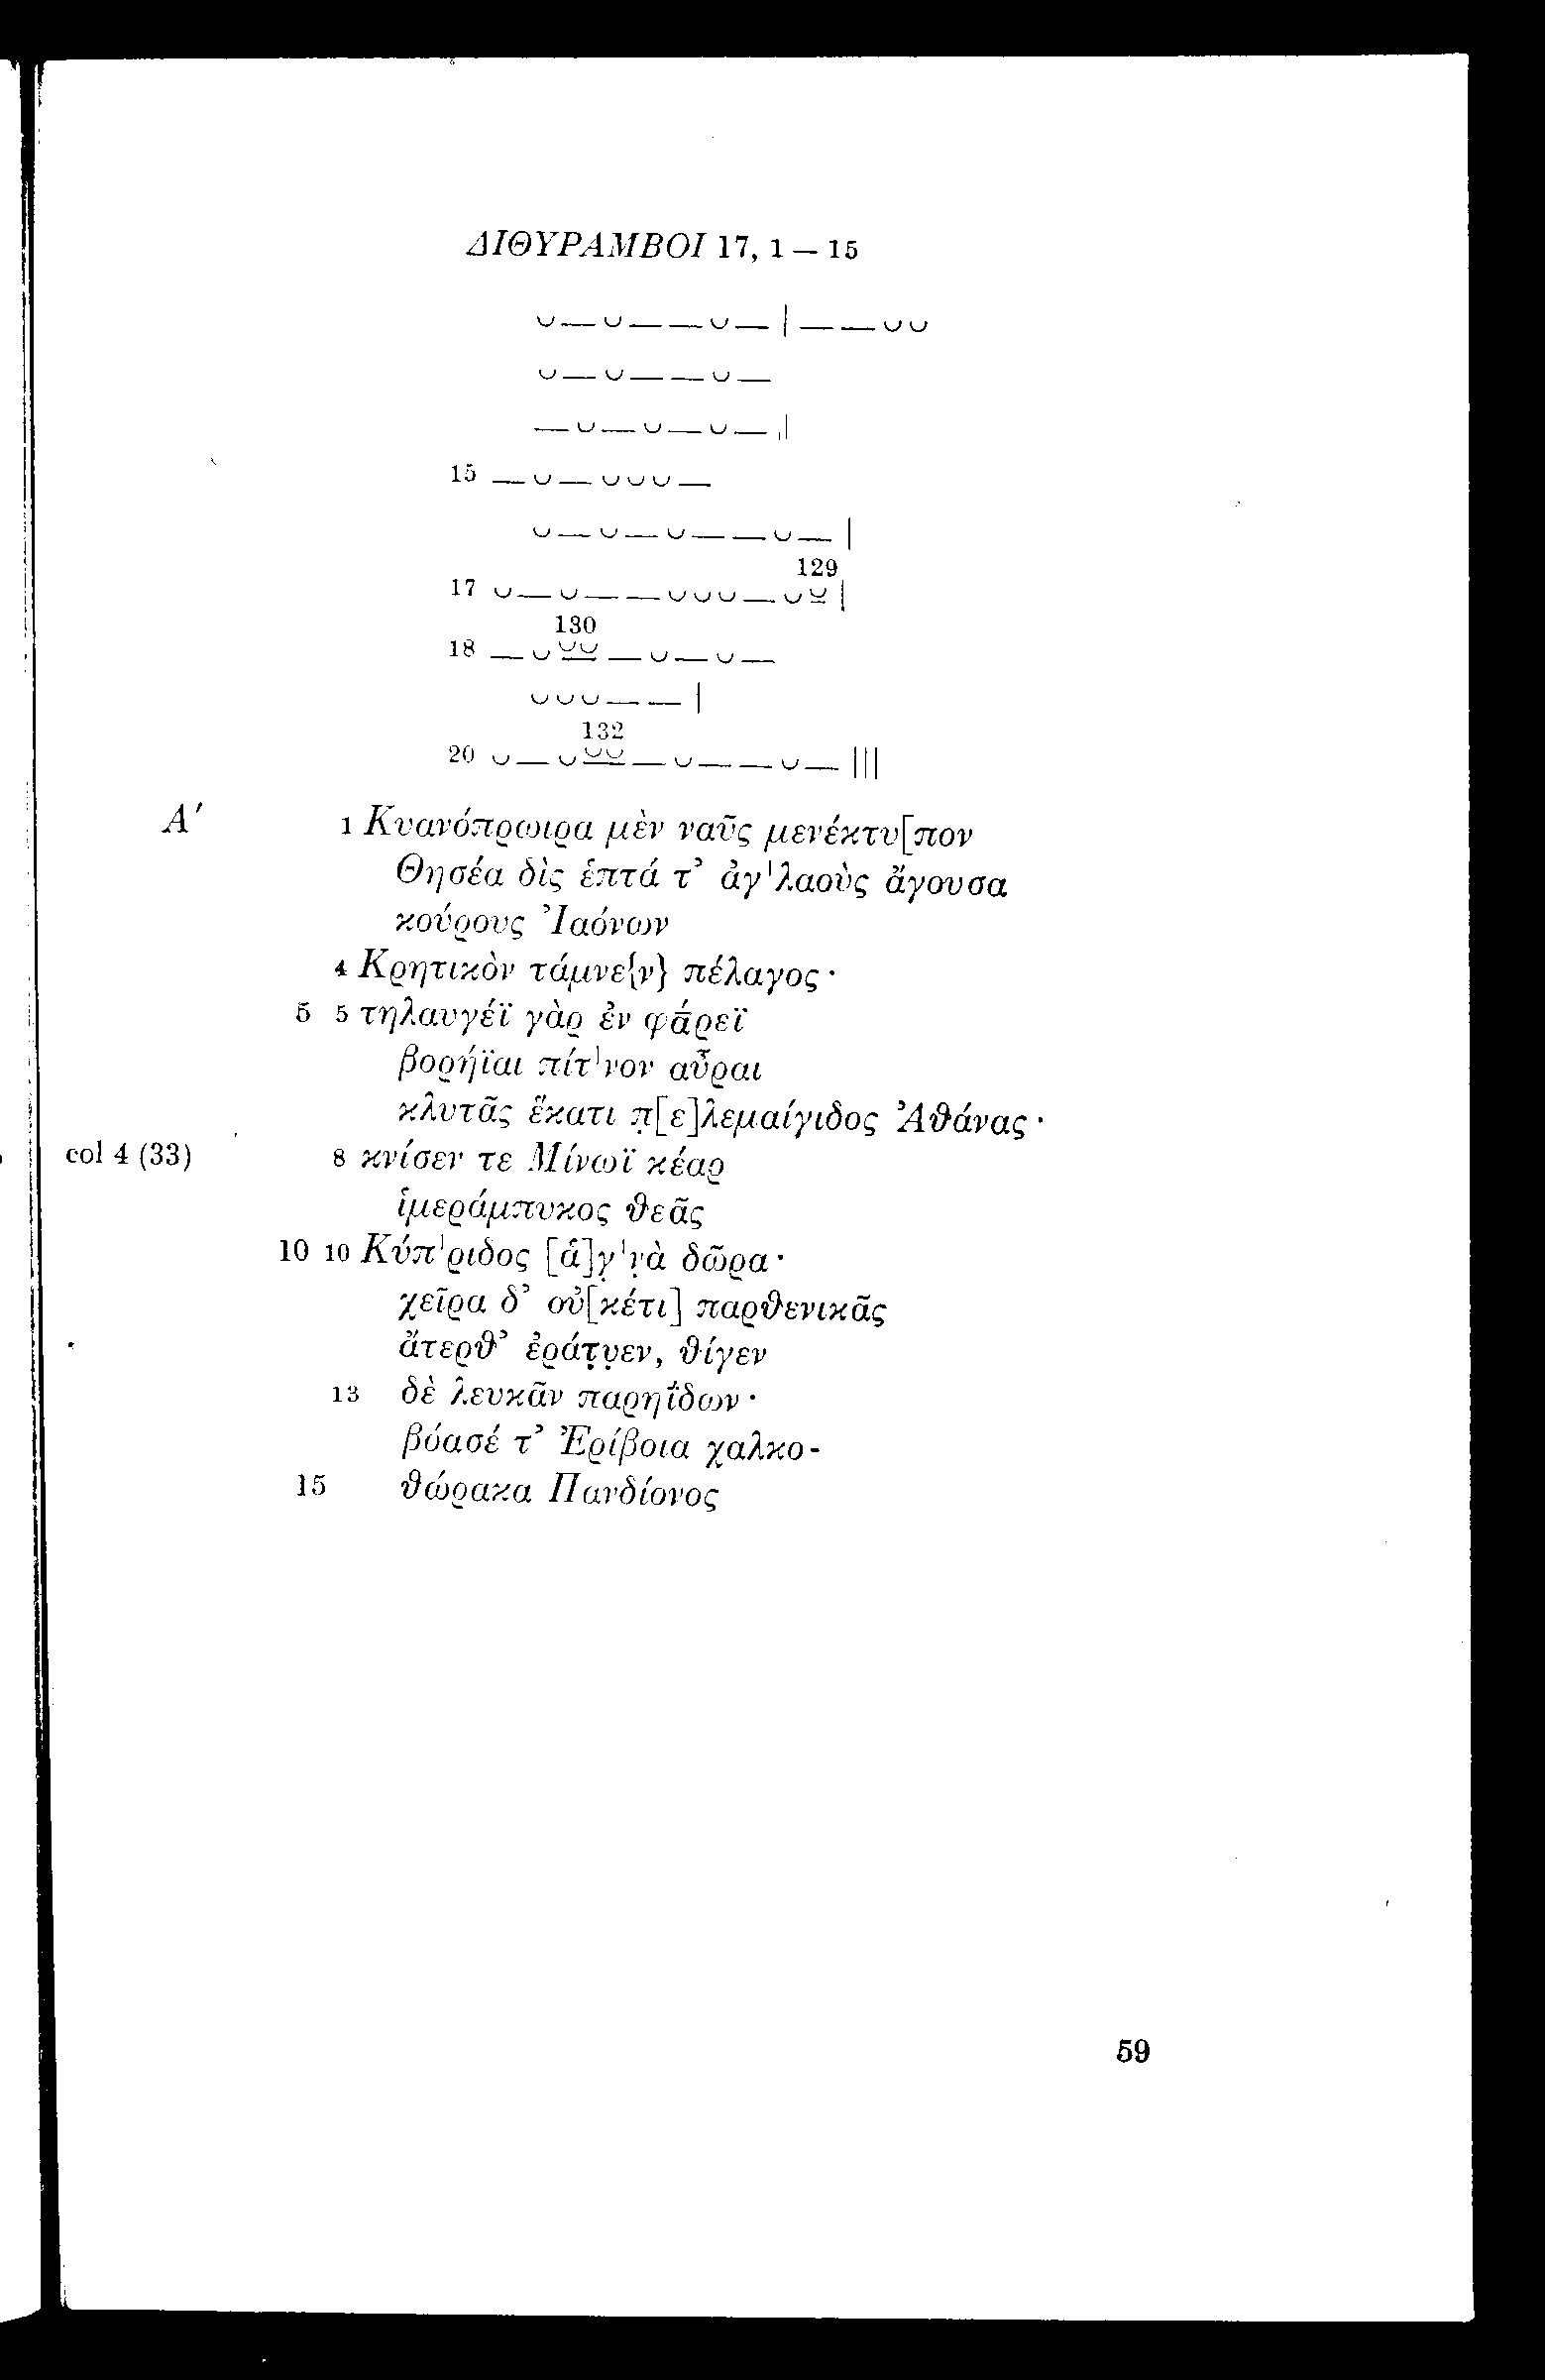 ΔΙΘΥΡΑΜΒΟΙ 17, 1 — 15
⏑—⏑——⏑—|——⏑⏑
⏑—⏑——⏑—
—⏑—⏑—⏑—,|
15 —⏑—⏑⏑⏑—
⏑—⏑—⏑——⏑—|
129
17 ⏑—⏑——⏑⏑⏑—⏑⏓|
130
18 —⏑⏔—⏑—⏑—
⏑⏑⏑——|
132
20 ⏑—⏑⏔—⏑——⏑—|||
Α′ 1 Κυανόπρωιρα μὲν ναῦς μενέκτυ[πον
Θησέα δὶς ἑπτά τ’ ἀγ'λαοὺς ἄγουσα
κούρους Ἰαόνων
4 Κρητικὸν τάμνε{ν} πέλαγος·
5 5 τηλαυγέϊ γὰρ ἐν φά̄ρεϊ
βορήϊαι πίτ'νον αὖραι
κλυτᾶς ἕκατι π̣[ε]λεμαίγιδος Ἀθάνας·
col 4 (33) 8 κνίσεν τε Μίνωϊ κέαρ
ἱμεράμπυκος θεᾶς
10 10 Κύπ'ριδος [ἁ]γ̣'ν̣ὰ δῶρα·
χεῖρα δ’ οὐ[κέτι] παρθενικᾶς
ἄτερθ’ ἐράτ̣υ̣εν, θίγεν
13 δὲ λευκᾶν παρηΐδων·
βόασέ τ’ Ἐρίβοια χαλκο-
15 θώρακα Πανδίονος
59